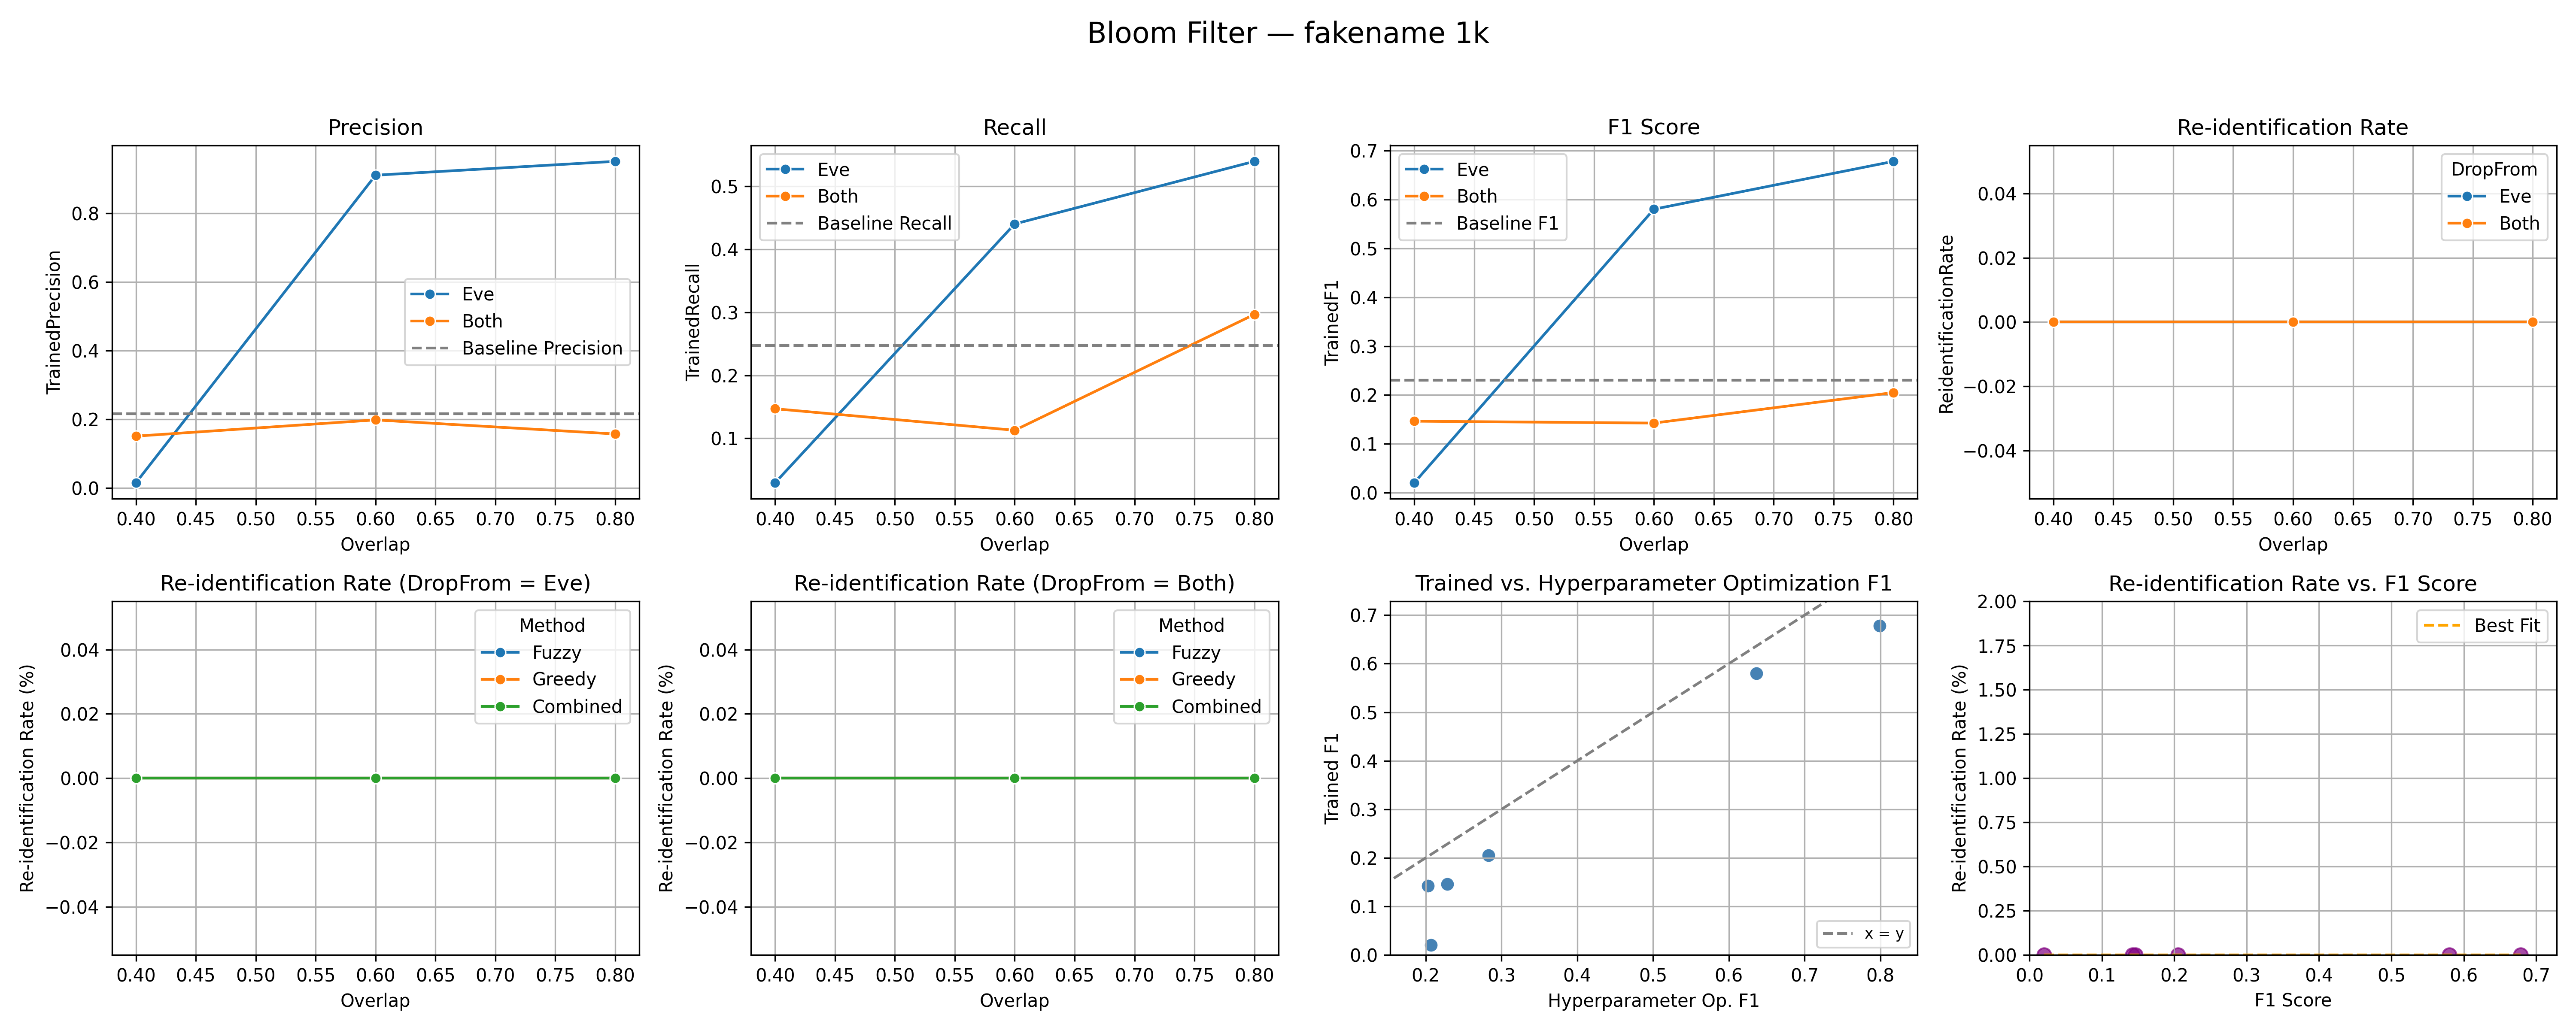 Bloom Filter — fakename 1k
Precision
TrainedPrecision
0.8
0.6
0.4
0.2
0.0
Eve
Both
Baseline Precision
0.40 0.45 0.50 0.55 0.60 0.65 0.70 0.75 0.80
Overlap
Recall
TrainedRecall
0.5
0.4
0.3
0.2
0.1
Eve
Both
Baseline Recall
0.40 0.45 0.50 0.55 0.60 0.65 0.70 0.75 0.80
Overlap
F1 Score
TrainedF1
0.7
0.6
0.5
0.4
0.3
0.2
0.1
0.0
Eve
Both
Baseline F1
0.40 0.45 0.50 0.55 0.60 0.65 0.70 0.75 0.80
Overlap
Re-identification Rate
ReidentificationRate
0.04
0.02
0.00
−0.02
−0.04
DropFrom
Eve
Both
0.40 0.45 0.50 0.55 0.60 0.65 0.70 0.75 0.80
Overlap
Re-identification Rate (DropFrom = Eve)
Re-identification Rate (%)
0.04
0.02
0.00
−0.02
−0.04
Method
Fuzzy
Greedy
Combined
0.40 0.45 0.50 0.55 0.60 0.65 0.70 0.75 0.80
Overlap
Re-identification Rate (DropFrom = Both)
Re-identification Rate (%)
0.04
0.02
0.00
−0.02
−0.04
Method
Fuzzy
Greedy
Combined
0.40 0.45 0.50 0.55 0.60 0.65 0.70 0.75 0.80
Overlap
Trained vs. Hyperparameter Optimization F1
Trained F1
0.7
0.6
0.5
0.4
0.3
0.2
0.1
0.0
x = y
0.2 0.3 0.4 0.5 0.6 0.7 0.8
Hyperparameter Op. F1
Re-identification Rate vs. F1 Score
Re-identification Rate (%)
2.00
1.75
1.50
1.25
1.00
0.75
0.50
0.25
0.00
Best Fit
0.0 0.1 0.2 0.3 0.4 0.5 0.6 0.7
F1 Score